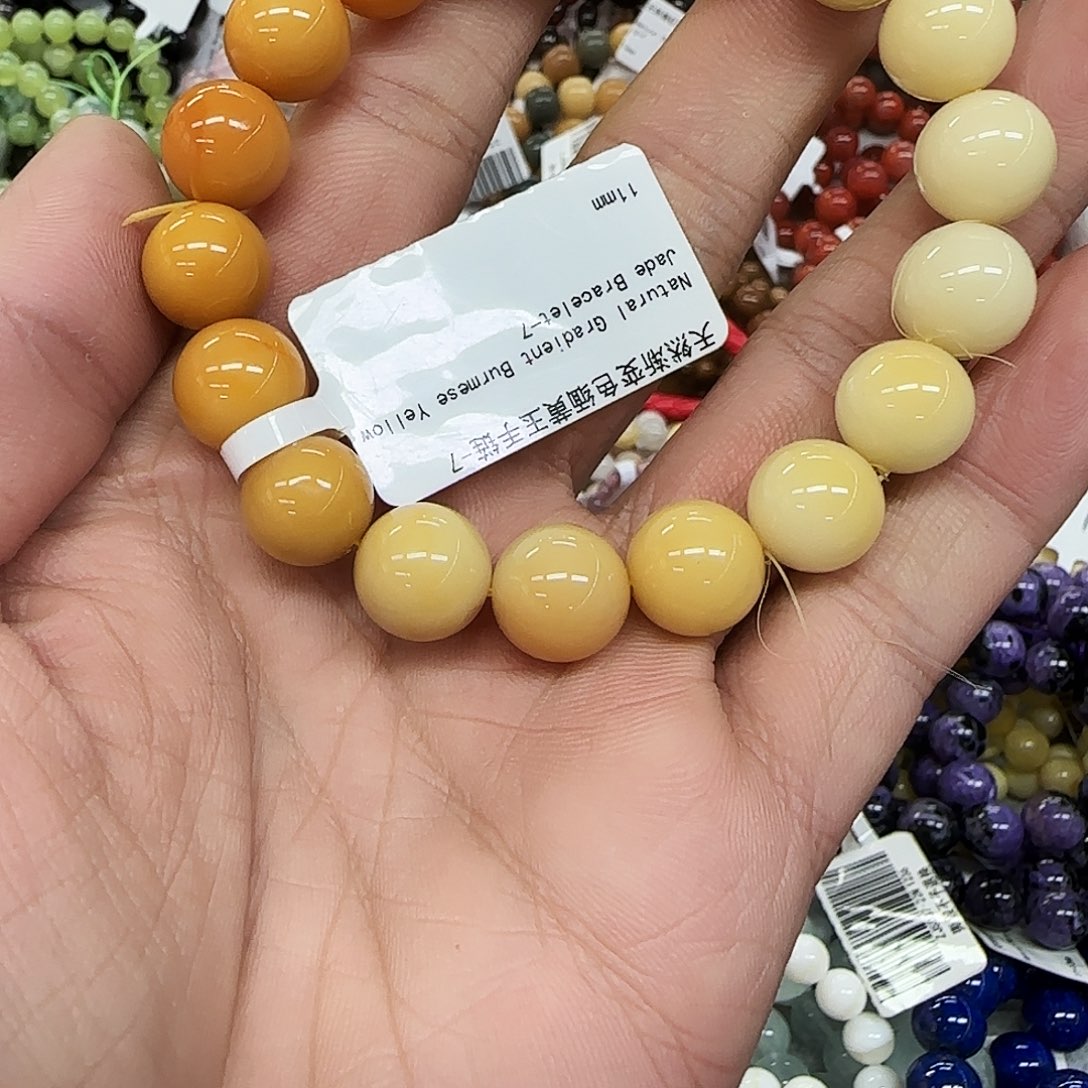 天然渐变色缅黄玉手链-7
Natural Gradient Burmese Yellow
Jade Bracelet-7
11mm